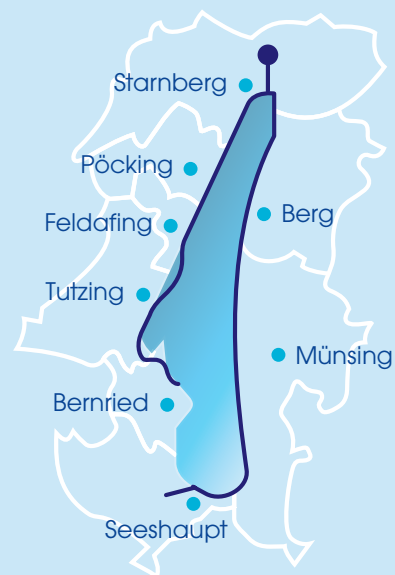 Starnberg
Pöcking
Berg
Feldafing
Tutzing
Münsing
Bernried
Seeshaupt